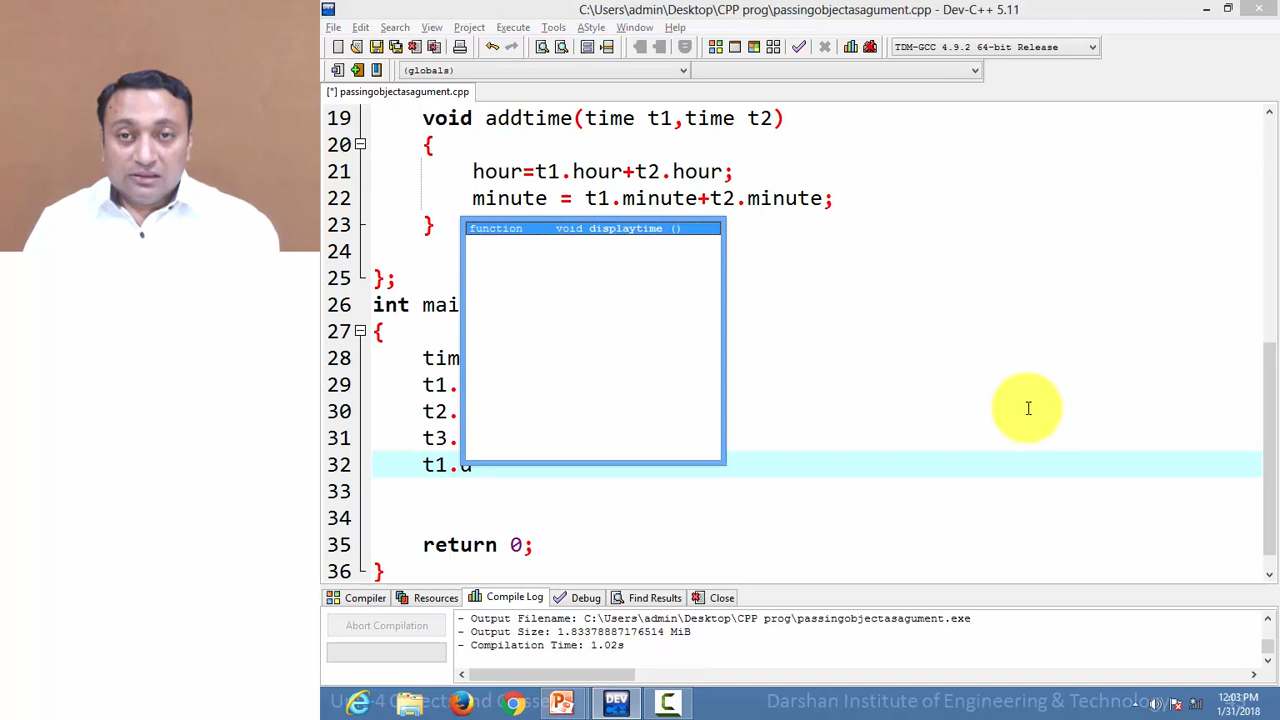 C:\Users\admin\Desktop\CPP prog\passingobjectasagument.cpp - Dev-C++ 5.11
File Edit Search View Project Execute Tools AStyle Window Help
TDM-GCC 4.9.2 64-bit Release
(globals)
[*] passingobjectasagument.cpp
19 void addtime(time t1,time t2)
20 {
21 hour=t1.hour+t2.hour;
22 minute = t1.minute+t2.minute;
23 }
function void displaytime ()
24
25 };
26 int mai
27 {
28 tim
29 t1.
30 t2.
31 t3.
32 t1.d
33
34
35 return 0;
36 }
Compiler Resources Compile Log Debug Find Results Close
Abort Compilation
- Output Filename: C:\Users\admin\Desktop\CPP prog\passingobjectasagument.exe
- Output Size: 1.83378887176514 MiB
- Compilation Time: 1.02s
Darshan Institute of Engineering & Technology
12:03 PM
1/31/2018